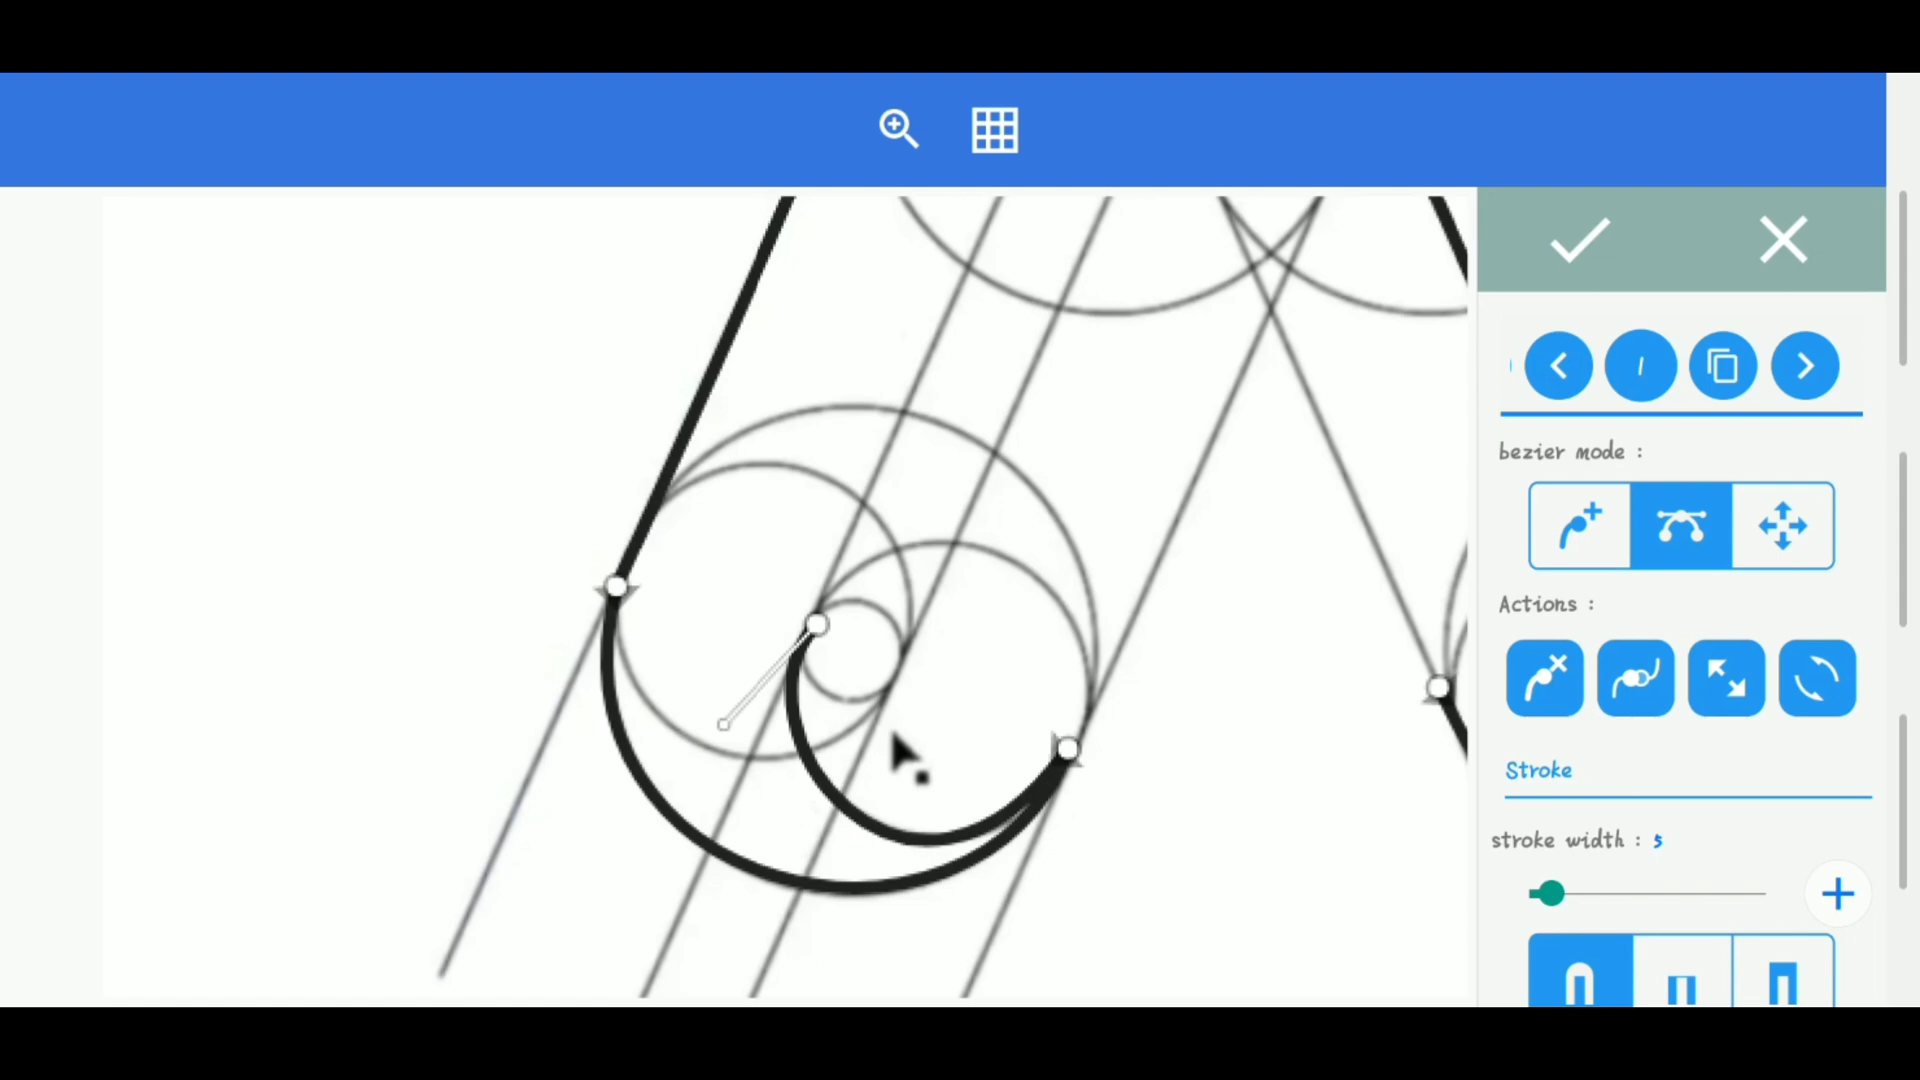 bezier mode :
Actions :
Stroke
stroke width : 5